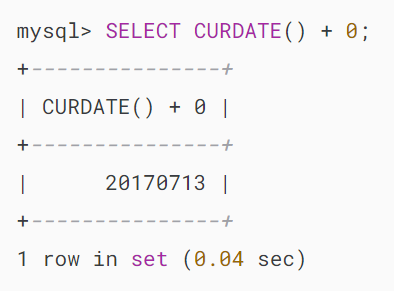 mysql> SELECT CURDATE() + 0;
+---------------+
| CURDATE() + 0 |
+---------------+
|      20170713 |
+---------------+
1 row in set (0.04 sec)